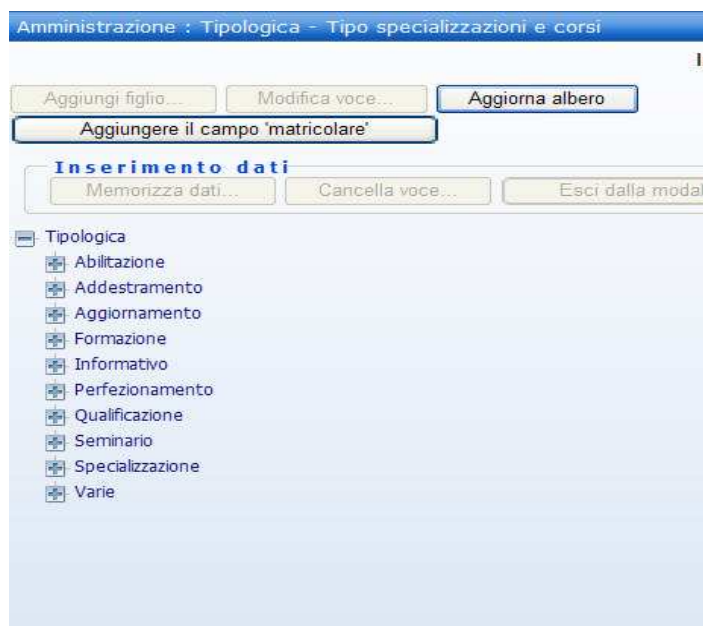 Amministrazione : Tipologica - Tipo specializzazioni e corsi
Aggiungi figlio... Modifica voce... Aggiorna albero
Aggiungere il campo 'matricolare'
Inserimento dati
Memorizza dati... Cancella voce... Esci dalla modal
Tipologica
Abilitazione
Addestramento
Aggiornamento
Formazione
Informativo
Perfezionamento
Qualificazione
Seminario
Specializzazione
Varie